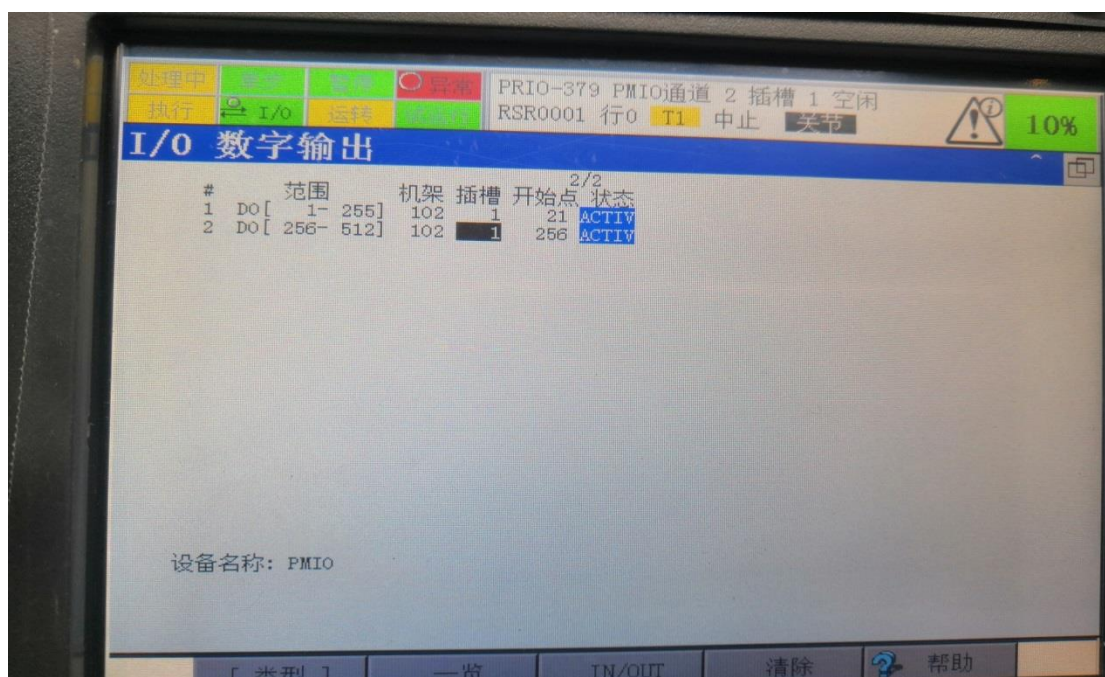 处理中 暂停 异常 PRIO-379 PMIO通道 2 插槽 1 空闲
执行 I/O 运转 RSR0001 行0 T1 中止 关节 10%
I/O 数字输出
2/2
# 范围 机架 插槽 开始点 状态
1 DO[ 1- 255] 102 1 21 ACTIV
2 DO[ 256- 512] 102 1 256 ACTIV
设备名称: PMIO
[ 类型 ] 一览 IN/OUT 清除 帮助